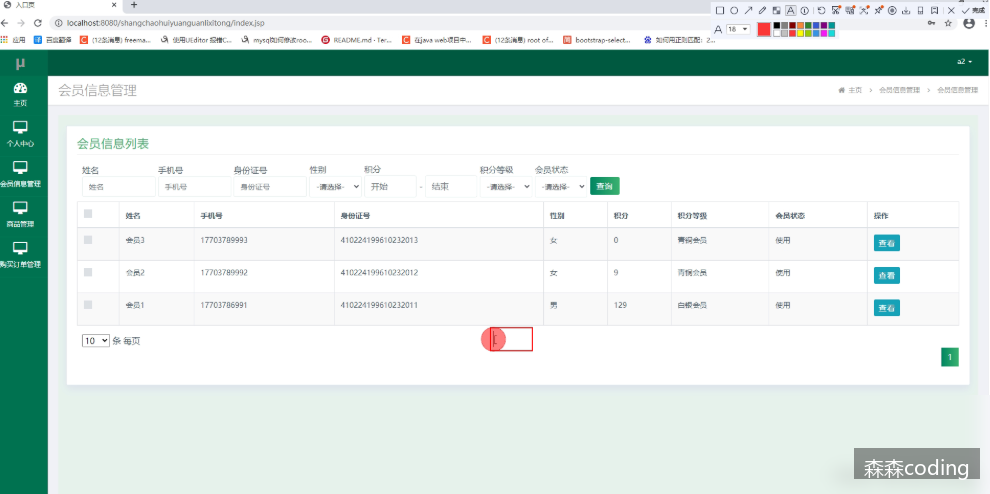 入口页
A 18 完成
localhost:8080/shangchaohuiyuanguanlixitong/index.jsp
应用 百度翻译 (12条消息) freema... 使用UEditor 报错C... mysql如何修改roo... README.md · Ter... 在java web项目中... (12条消息) root of... bootstrap-select... 如何用正则匹配：2...
μ a2
会员信息管理 主页 > 会员信息管理 > 会员信息管理
主页
个人中心
会员信息管理
商品管理
购买订单管理
会员信息列表
姓名 手机号 身份证号 性别 积分 积分等级 会员状态
姓名 手机号 身份证号 -请选择- 开始 - 结束 -请选择- -请选择- 查询
姓名 手机号 身份证号 性别 积分 积分等级 会员状态 操作
会员3 17703789993 410224199610232013 女 0 青铜会员 使用 查看
会员2 17703789992 410224199610232012 女 9 青铜会员 使用 查看
会员1 17703786991 410224199610232011 男 129 白银会员 使用 查看
10 条 每页
1
森森coding